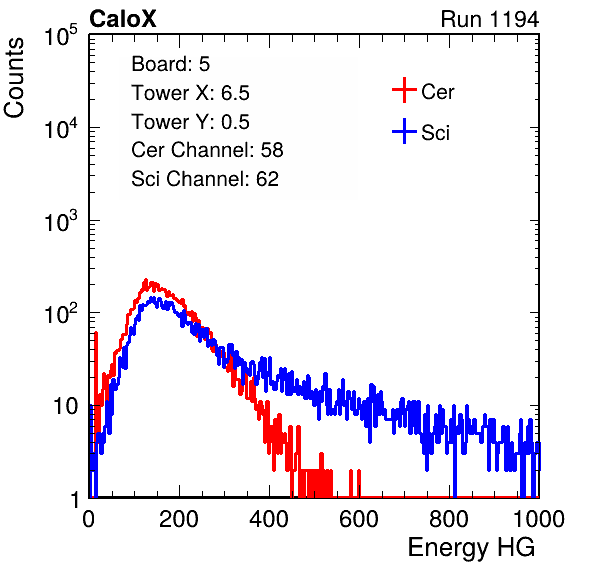 CaloX Run 1194
Counts
Board: 5
Tower X: 6.5
Tower Y: 0.5
Cer Channel: 58
Sci Channel: 62
Cer
Sci
10^5
10^4
10^3
10^2
10
1
0 200 400 600 800 1000
Energy HG